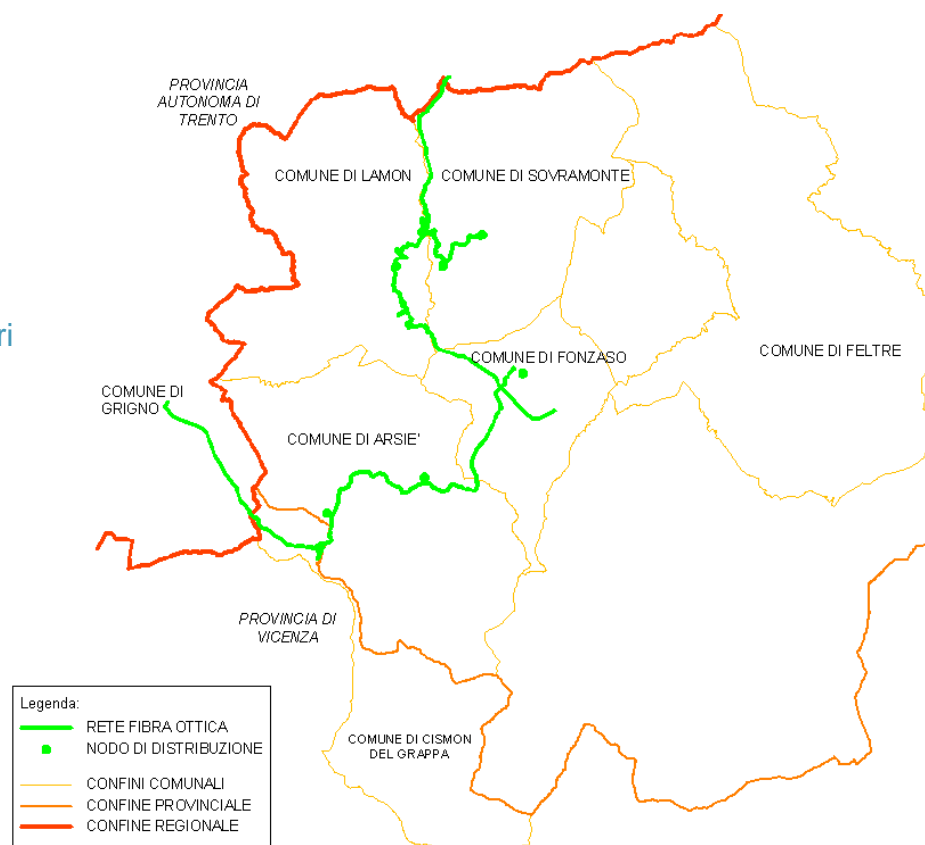 PROVINCIA
AUTONOMA DI
TRENTO
COMUNE DI LAMON
COMUNE DI SOVRAMONTE
ri
COMUNE DI FONZASO
COMUNE DI FELTRE
COMUNE DI
GRIGNO
COMUNE DI ARSIE'
PROVINCIA DI
VICENZA
COMUNE DI CISMON
DEL GRAPPA
Legenda:
RETE FIBRA OTTICA
NODO DI DISTRIBUZIONE
CONFINI COMUNALI
CONFINE PROVINCIALE
CONFINE REGIONALE